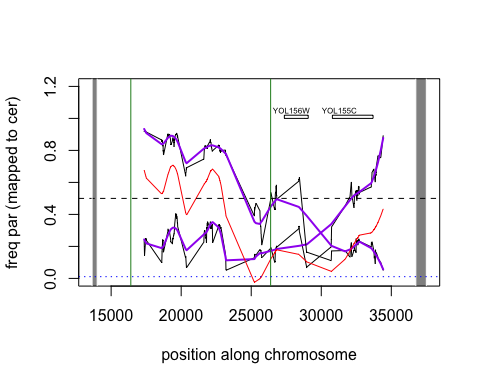 freq par (mapped to cer)
1.2
0.8
0.4
0.0
YOL156W YOL155C
15000 20000 25000 30000 35000
position along chromosome